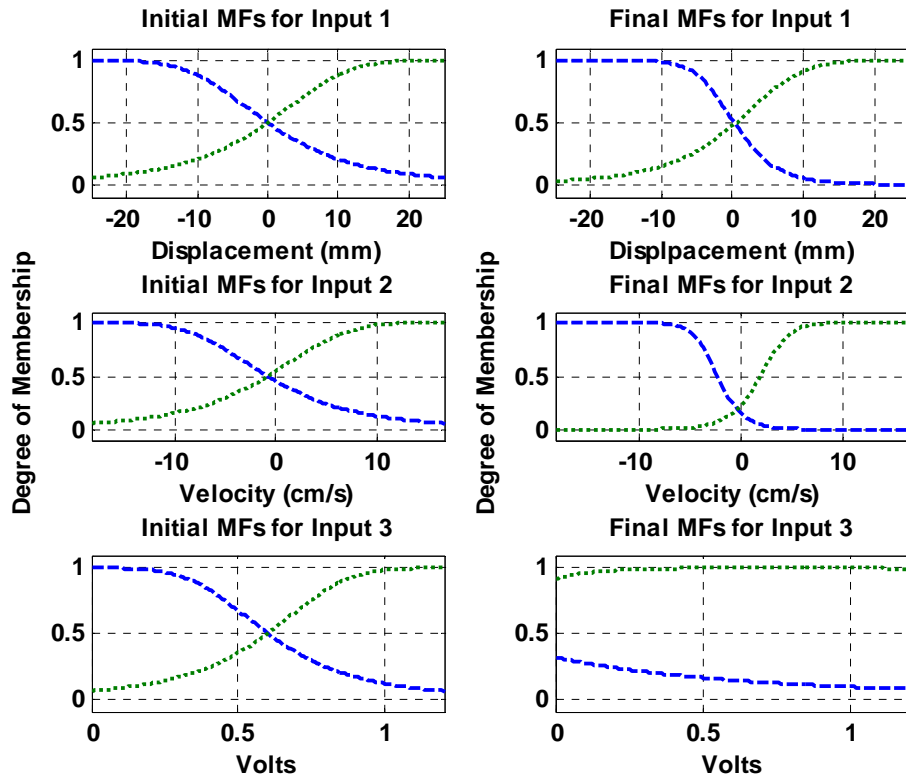 Initial MFs for Input 1
1
0.5
0
-20 -10 0 10 20
Displacement (mm)
Final MFs for Input 1
1
0.5
0
-20 -10 0 10 20
Displpacement (mm)
Degree of Membership
Initial MFs for Input 2
1
0.5
0
-10 0 10
Velocity (cm/s)
Degree of Membership
Final MFs for Input 2
1
0.5
0
-10 0 10
Velocity (cm/s)
Initial MFs for Input 3
1
0.5
0
0 0.5 1
Volts
Final MFs for Input 3
1
0.5
0
0 0.5 1
Volts